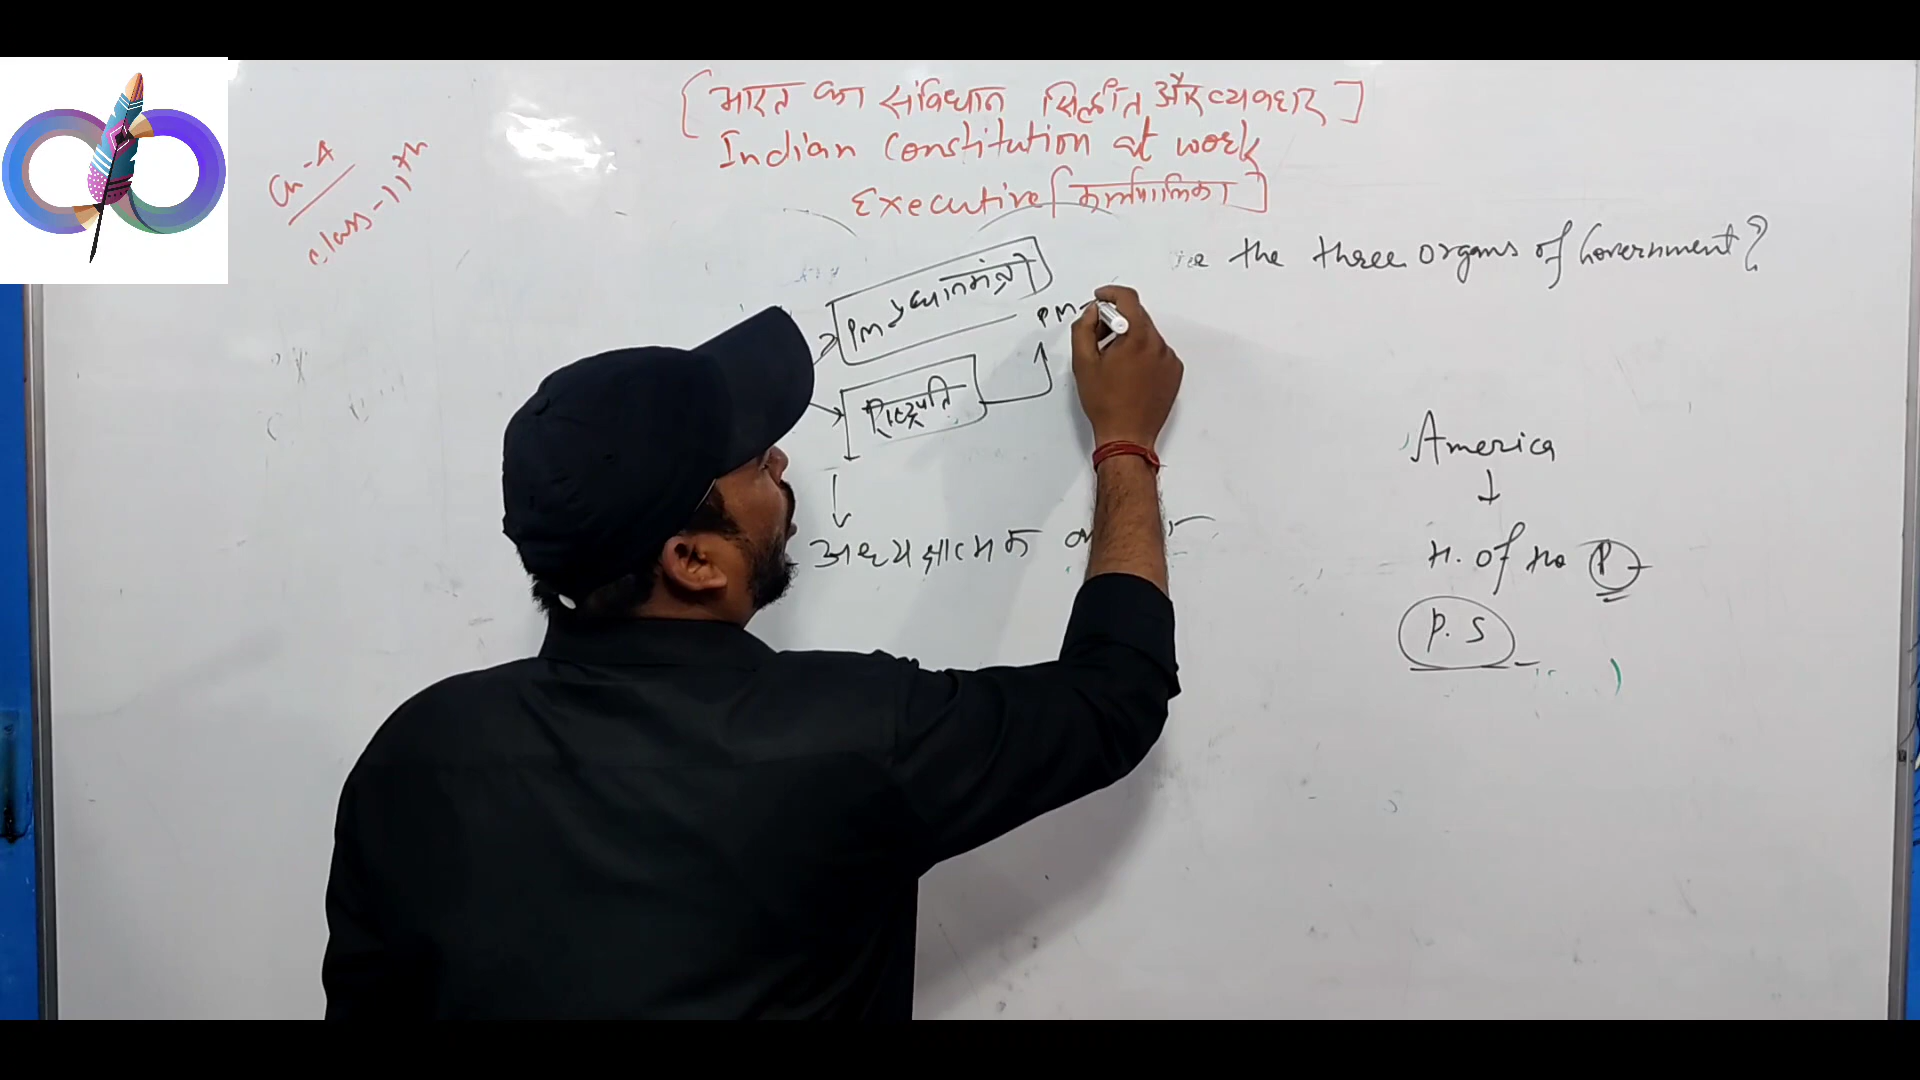 [भारत का संविधान सिद्धांत और व्यवहार]
Indian Constitution at work
Executive [कार्यपालिका]
Ch-4
class-11th
the three organs of Government?
PM प्रधानमंत्री
PM
राष्ट्रपति
अध्यक्षात्मक
America
H. of the P
P. S